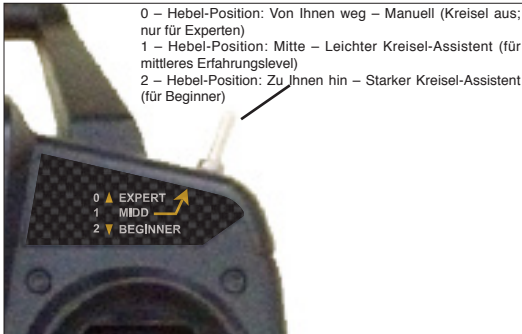 0 – Hebel-Position: Von Ihnen weg – Manuell (Kreisel aus;
nur für Experten)
1 – Hebel-Position: Mitte – Leichter Kreisel-Assistent (für
mittleres Erfahrungslevel)
2 – Hebel-Position: Zu Ihnen hin – Starker Kreisel-Assistent
(für Beginner)
0 ▲ EXPERT
1 MIDD
2 ▼ BEGINNER